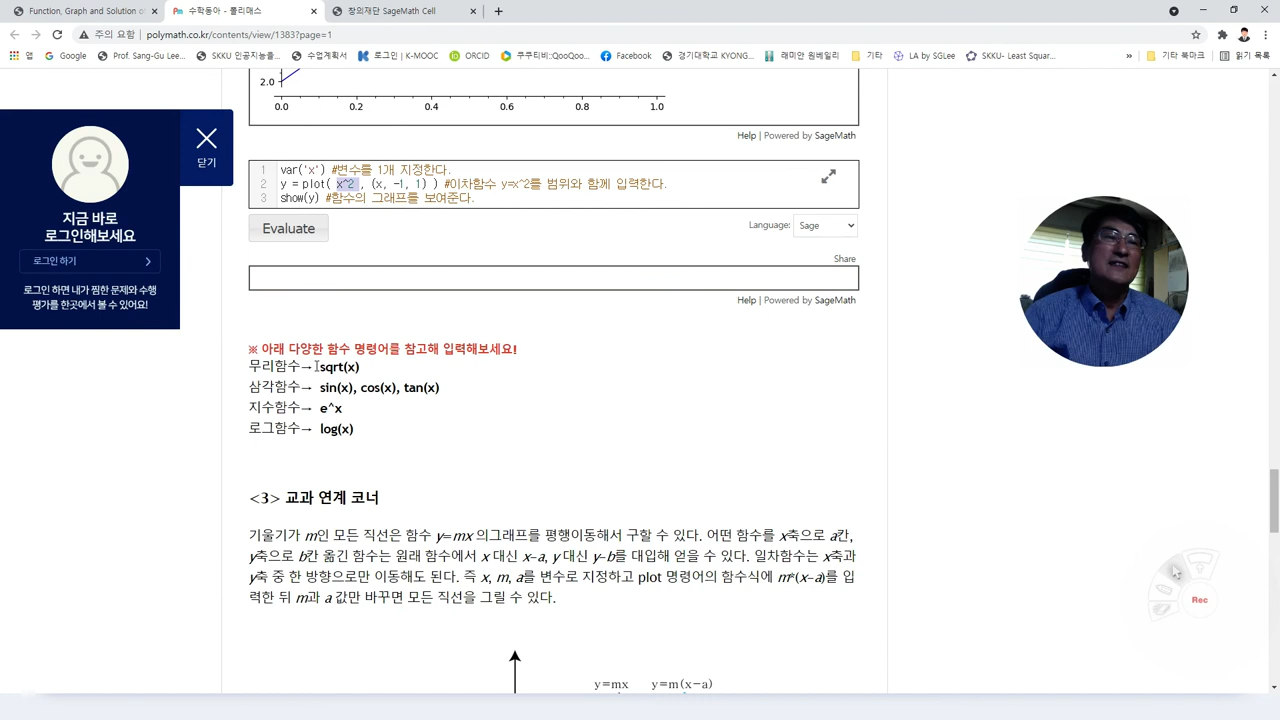 Function, Graph and Solution of
수학동아 - 폴리매스
창의재단 SageMath Cell
주의 요함 polymath.co.kr/contents/view/1383?page=1
앱 Google Prof. Sang-Gu Lee... SKKU 인공지능을... 수업계획서 로그인 | K-MOOC ORCID 쿠쿠티비::QooQoo... Facebook 경기대학교 KYONG... 래미안 원베일리 기타 LA by SGLee SKKU- Least Squar... » 기타 북마크 읽기 목록
2.0
0.0 0.2 0.4 0.6 0.8 1.0
Help | Powered by SageMath
닫기
지금 바로
로그인해보세요
로그인 하기
로그인 하면 내가 찜한 문제와 수행
평가를 한곳에서 볼 수 있어요!
1 var('x') #변수를 1개 지정한다.
2 y = plot( x^2 , (x, -1, 1) ) #이차함수 y=x^2를 범위와 함께 입력한다.
3 show(y) #함수의 그래프를 보여준다.
Evaluate
Language: Sage
Share
Help | Powered by SageMath
※ 아래 다양한 함수 명령어를 참고해 입력해보세요!
무리함수→ sqrt(x)
삼각함수→ sin(x), cos(x), tan(x)
지수함수→ e^x
로그함수→ log(x)
<3> 교과 연계 코너
기울기가 m인 모든 직선은 함수 y=mx 의그래프를 평행이동해서 구할 수 있다. 어떤 함수를 x축으로 a칸,
y축으로 b칸 옮긴 함수는 원래 함수에서 x 대신 x-a, y 대신 y-b를 대입해 얻을 수 있다. 일차함수는 x축과
y축 중 한 방향으로만 이동해도 된다. 즉 x, m, a를 변수로 지정하고 plot 명령어의 함수식에 m*(x-a)를 입
력한 뒤 m과 a 값만 바꾸면 모든 직선을 그릴 수 있다.
y=mx y=m(x-a)
Rec